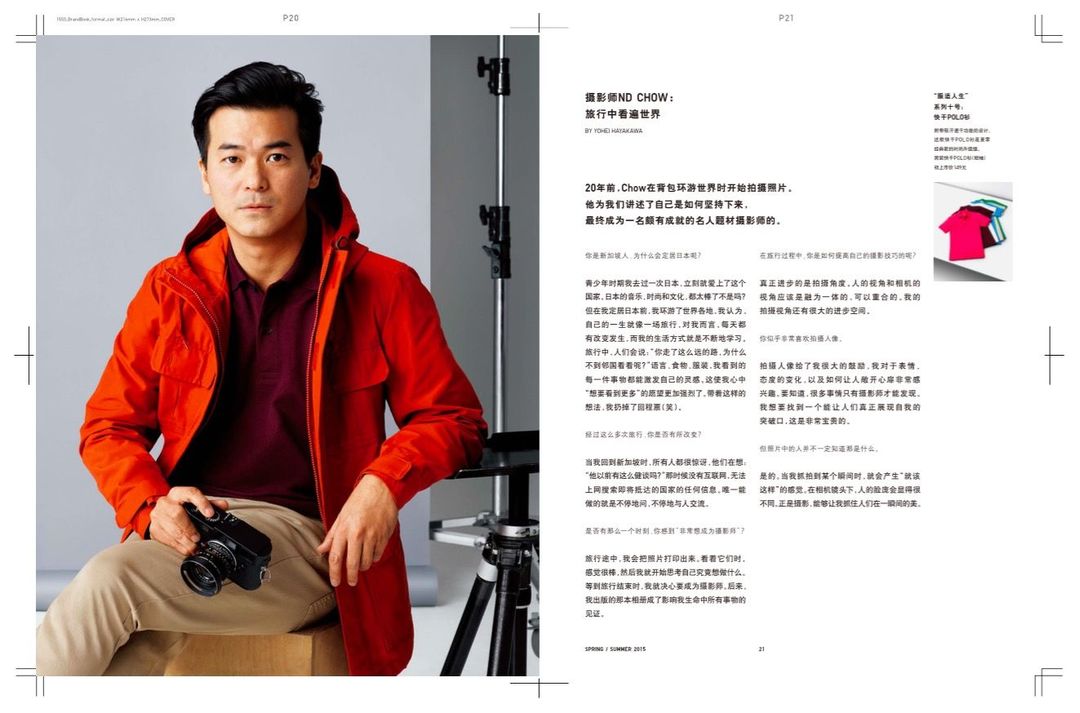 P20
P21
摄影师ND CHOW：
旅行中看遍世界
BY YOHEI HAYAKAWA
20年前，Chow在背包环游世界时开始拍摄照片。
他为我们讲述了自己是如何坚持下来，
最终成为一名颇有成就的名人题材摄影师的。
你是新加坡人，为什么会定居日本呢？
青少年时期我去过一次日本，立刻就爱上了这个
国家。日本的音乐、时尚和文化，都太棒了不是吗？
但在我定居日本前，我环游了世界各地。我认为，
自己的一生就像一场旅行，对我而言，每天都
有改变发生，而我的生活方式就是不断地学习。
旅行中，人们会说：“你走了这么远的路，为什么
不到邻国看看呢？”语言、食物、服装，我看到的
每一件事物都能激发自己的灵感。这使我心中
“想要看到更多”的愿望更加强烈了。带着这样的
想法，我扔掉了回程票（笑）。
经过这么多次旅行，你是否有所改变？
当我回到新加坡时，所有人都很惊讶。他们在想：
“他以前有这么健谈吗？”那时候没有互联网，无法
上网搜索即将抵达的国家的任何信息。唯一能
做的就是不停地问，不停地与人交流。
是否有那么一个时刻，你感到“非常想成为摄影师”？
旅行途中，我会把照片打印出来。看着它们时，
感觉很棒。然后我就开始思考自己究竟想做什么。
等到旅行结束时，我就决心要成为摄影师。后来，
我出版的那本相册成了影响我生命中所有事物的
见证。
在旅行过程中，你是如何提高自己的摄影技巧的呢？
真正进步的是拍摄角度。人的视角和相机的
视角应该是融为一体的，可以重合的。我的
拍摄视角还有很大的进步空间。
你似乎非常喜欢拍摄人像。
拍摄人像给了我很大的鼓励。我对于表情、
态度的变化，以及如何让人敞开心扉非常感
兴趣。要知道，很多事情只有摄影师才能发现。
我想要找到一个能让人们真正展现自我的
突破口，这是非常宝贵的。
但照片中的人并不一定知道那是什么。
是的。当我抓拍到某个瞬间时，就会产生“就该
这样”的感觉。在相机镜头下，人的脸庞会显得很
不同。正是摄影，能够让我抓住人们在一瞬间的美。
“服适人生”
系列十号：
快干POLO衫
SPRING / SUMMER 2015
21